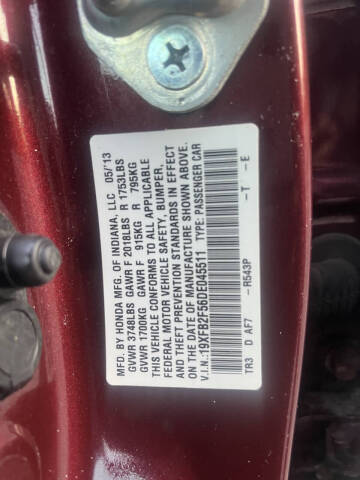 MFD. BY HONDA MFG. OF INDIANA, LLC 05/'13
GVWR 3748LBS GAWR F 2018LBS R 1753LBS
GVWR 1700KG GAWR F 915KG R 795KG
THIS VEHICLE CONFORMS TO ALL APPLICABLE
FEDERAL MOTOR VEHICLE SAFETY, BUMPER,
AND THEFT PREVENTION STANDARDS IN EFFECT
ON THE DATE OF MANUFACTURE SHOWN ABOVE.
V.I.N.:19XFB2F56DE045511 TYPE: PASSENGER CAR
TR3 D AF7 -R543P -T -E